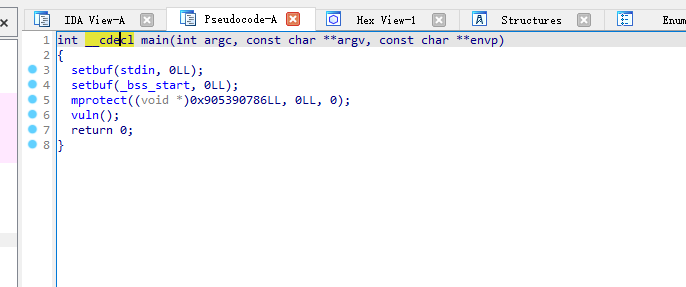 IDA View-A Pseudocode-A Hex View-1 Structures Enum
1 int __cdecl main(int argc, const char **argv, const char **envp)
2 {
3 setbuf(stdin, 0LL);
4 setbuf(_bss_start, 0LL);
5 mprotect((void *)0x905390786LL, 0LL, 0);
6 vuln();
7 return 0;
8 }